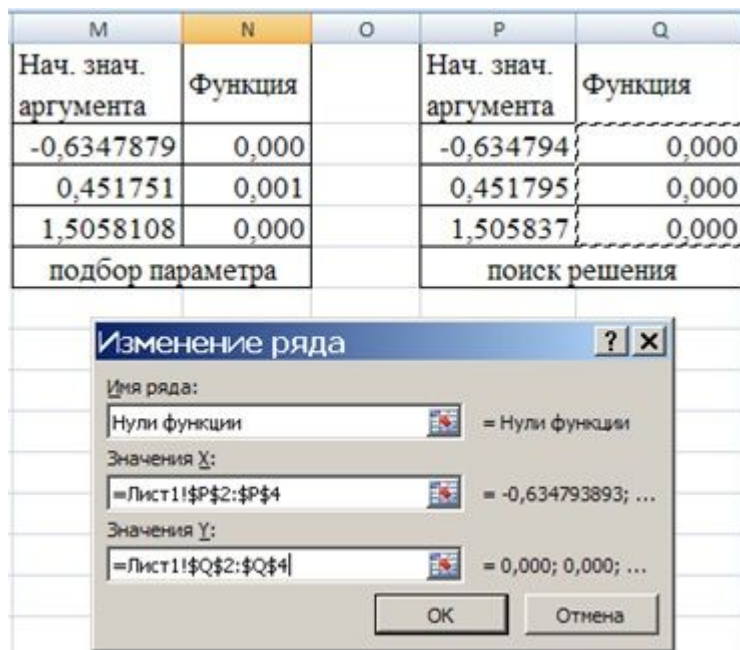 M N O P Q
Нач. знач. аргумента Функция Нач. знач. аргумента Функция
-0,6347879 0,000 -0,634794 0,000
0,451751 0,001 0,451795 0,000
1,5058108 0,000 1,505837 0,000
подбор параметра поиск решения
Изменение ряда
Имя ряда:
Нули функции = Нули функции
Значения X:
=Лист1!$P$2:$P$4 = -0,634793893; ...
Значения Y:
=Лист1!$Q$2:$Q$4 = 0,000; 0,000; ...
ОК Отмена